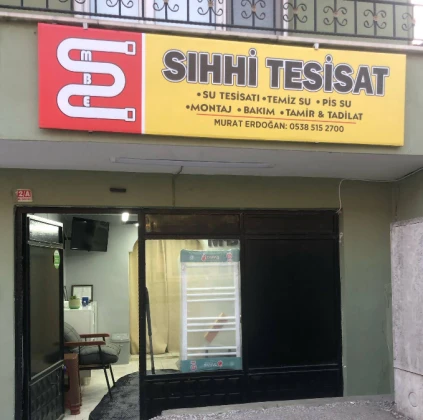 MBE
SIHHİ TESİSAT
• SU TESİSATI • TEMİZ SU • PİS SU
• MONTAJ • BAKIM • TAMİR & TADİLAT
MURAT ERDOĞAN: 0538 515 2700